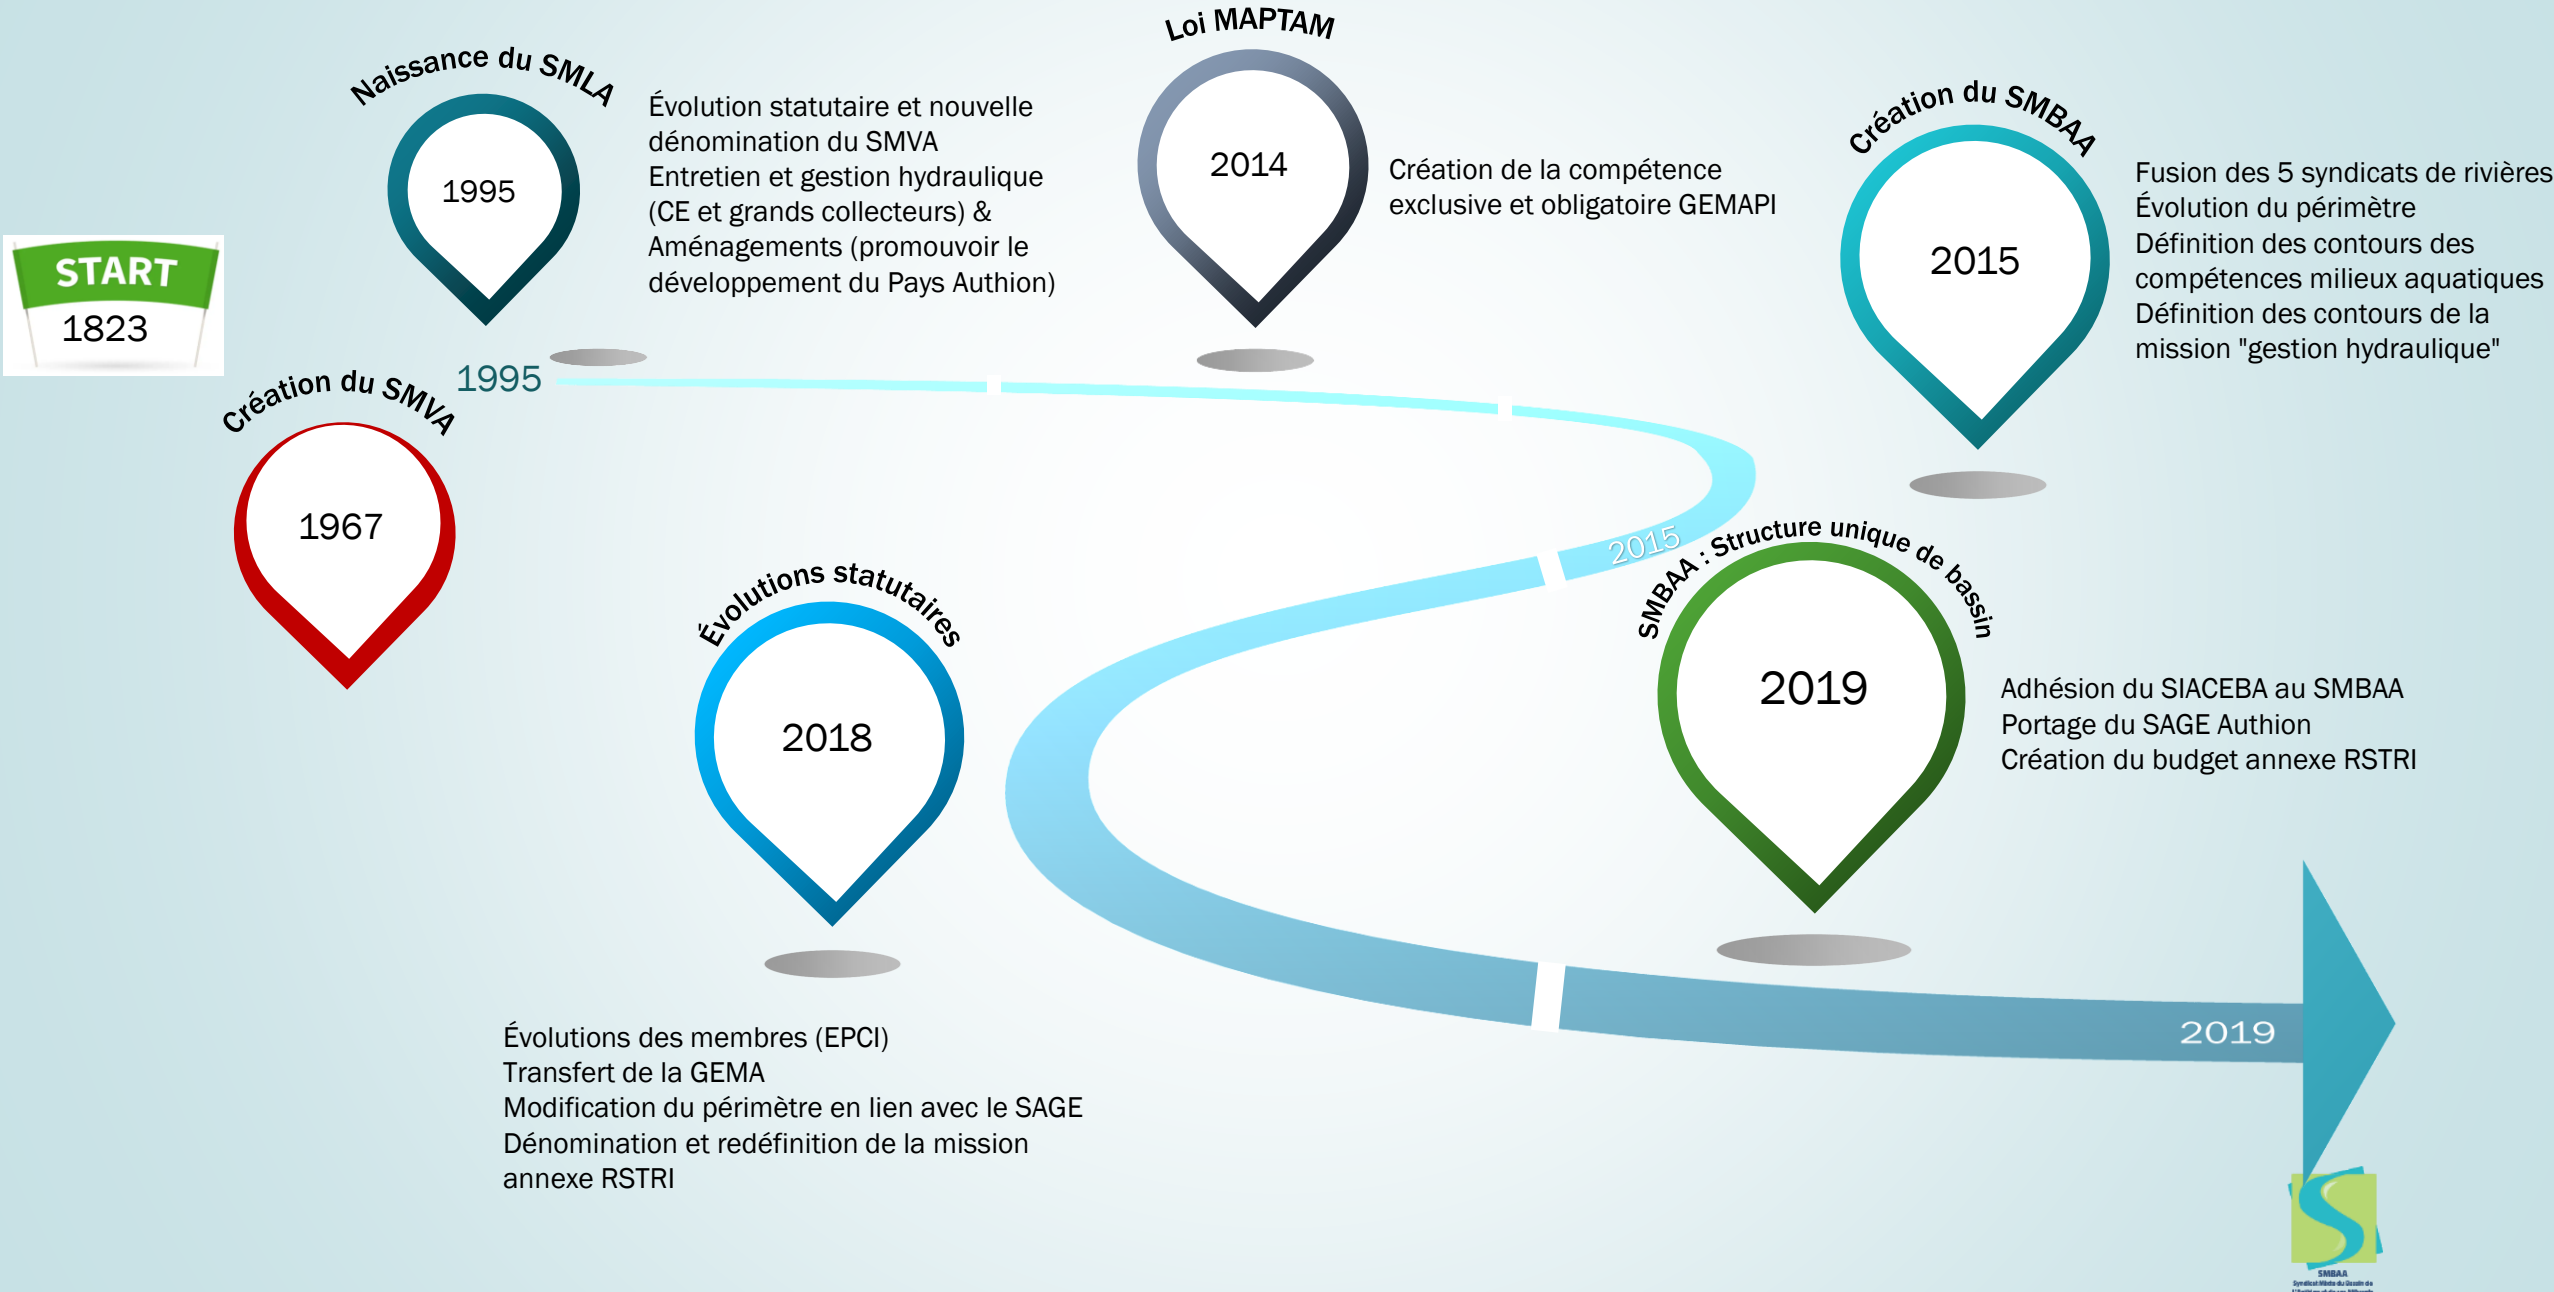 START
1823
Création du SMVA
1967
Naissance du SMLA
1995
Évolution statutaire et nouvelle
dénomination du SMVA
Entretien et gestion hydraulique
(CE et grands collecteurs) &
Aménagements (promouvoir le
développement du Pays Authion)
1995
Loi MAPTAM
2014
Création de la compétence
exclusive et obligatoire GEMAPI
Création du SMBAA
2015
Fusion des 5 syndicats de rivières
Évolution du périmètre
Définition des contours des
compétences milieux aquatiques
Définition des contours de la
mission "gestion hydraulique"
2015
Évolutions statutaires
2018
Évolutions des membres (EPCI)
Transfert de la GEMA
Modification du périmètre en lien avec le SAGE
Dénomination et redéfinition de la mission
annexe RSTRI
SMBAA : Structure unique de bassin
2019
Adhésion du SIACEBA au SMBAA
Portage du SAGE Authion
Création du budget annexe RSTRI
2019
SMBAA
Syndicat Mixte du Bassin de